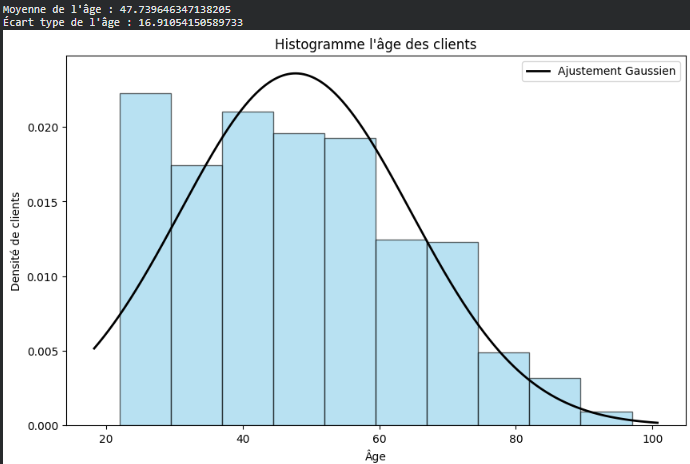 Moyenne de l'âge : 47.739646347138205
Écart type de l'âge : 16.91054150589733
Histogramme l'âge des clients
Ajustement Gaussien
Densité de clients
0.020
0.015
0.010
0.005
0.000
20 40 60 80 100
Âge